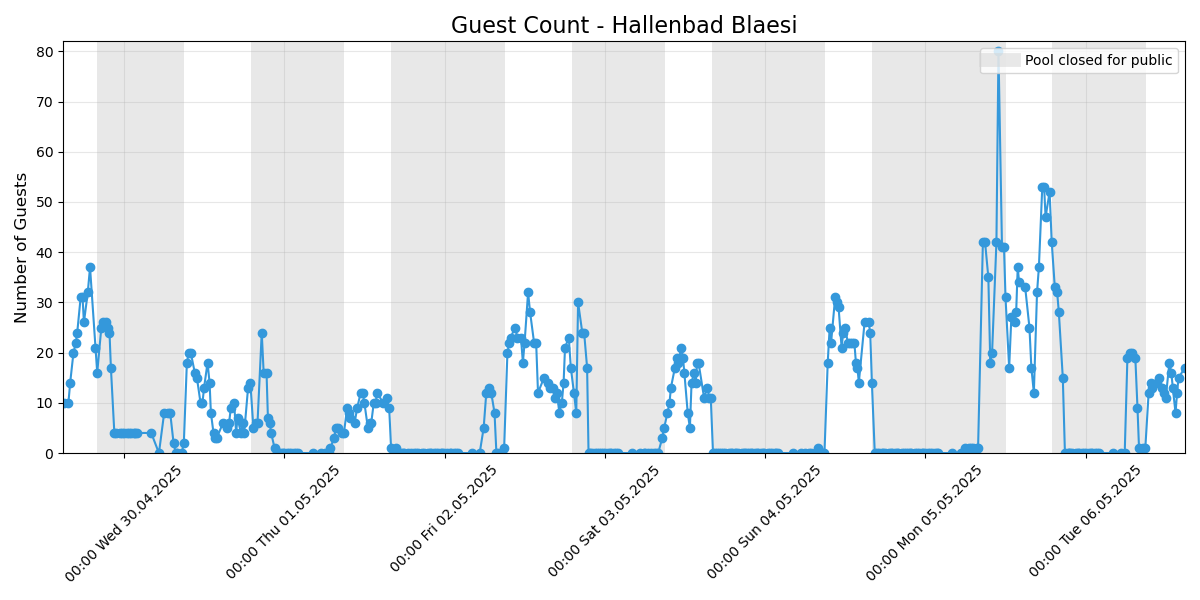 Guest Count - Hallenbad Blaesi
Pool closed for public
Number of Guests
80
70
60
50
40
30
20
10
0
00:00 Wed 30.04.2025
00:00 Thu 01.05.2025
00:00 Fri 02.05.2025
00:00 Sat 03.05.2025
00:00 Sun 04.05.2025
00:00 Mon 05.05.2025
00:00 Tue 06.05.2025